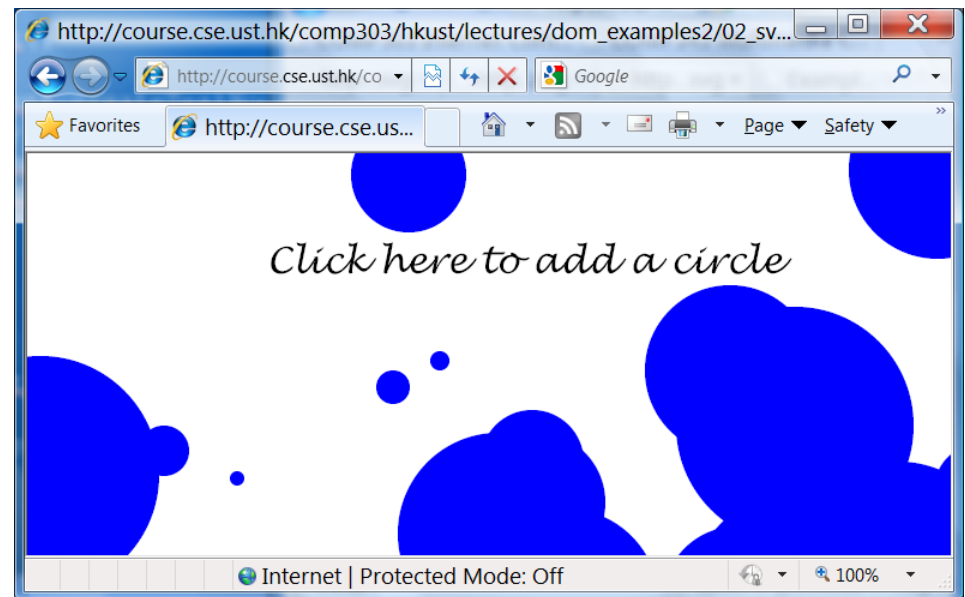 http://course.cse.ust.hk/comp303/hkust/lectures/dom_examples2/02_sv...
http://course.cse.ust.hk/co
Google
Favorites
http://course.cse.us...
Page
Safety
Click here to add a circle
Internet | Protected Mode: Off
100%